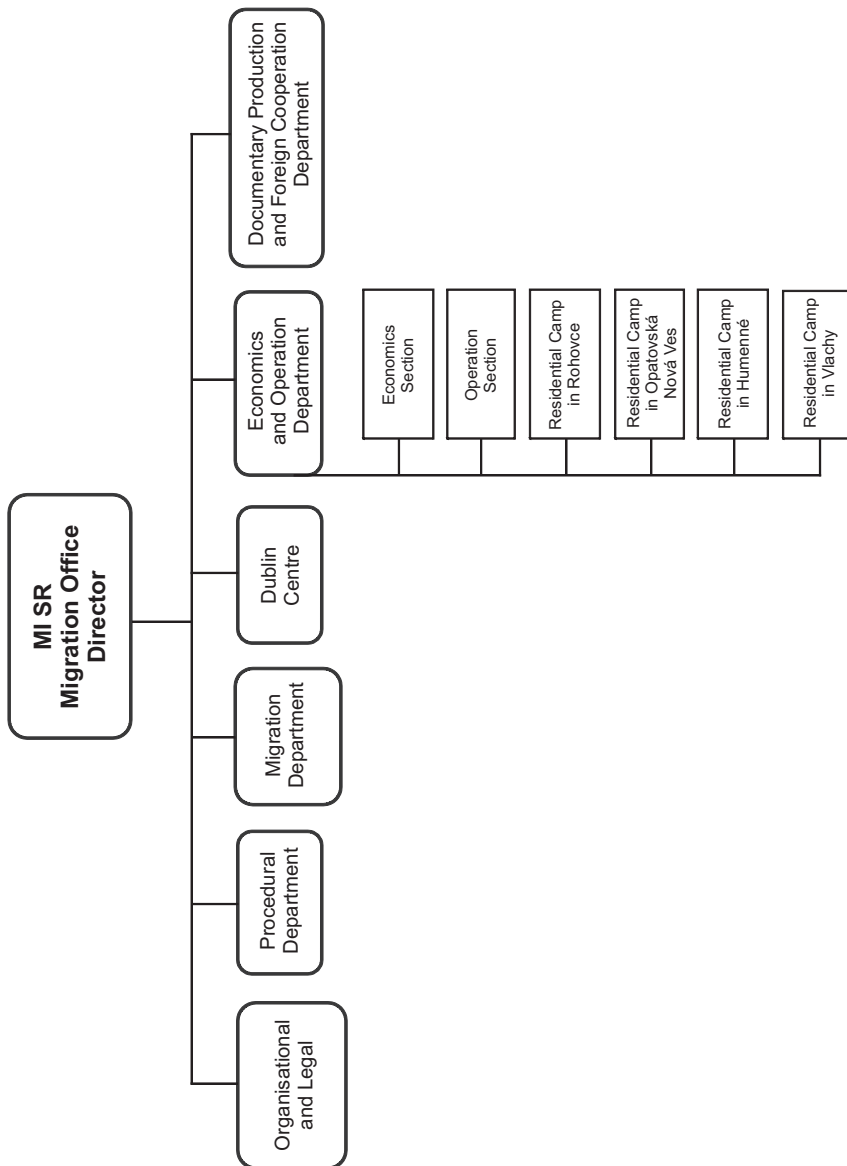 MI SR
Migration Office
Director
Organisational
and Legal
Procedural
Department
Migration
Department
Dublin
Centre
Economics
and Operation
Department
Documentary Production
and Foreign Cooperation
Department
Economics
Section
Operation
Section
Residential Camp
in Rohovce
Residential Camp
in Opatovská
Nová Ves
Residential Camp
in Humenné
Residential Camp
in Vlachy